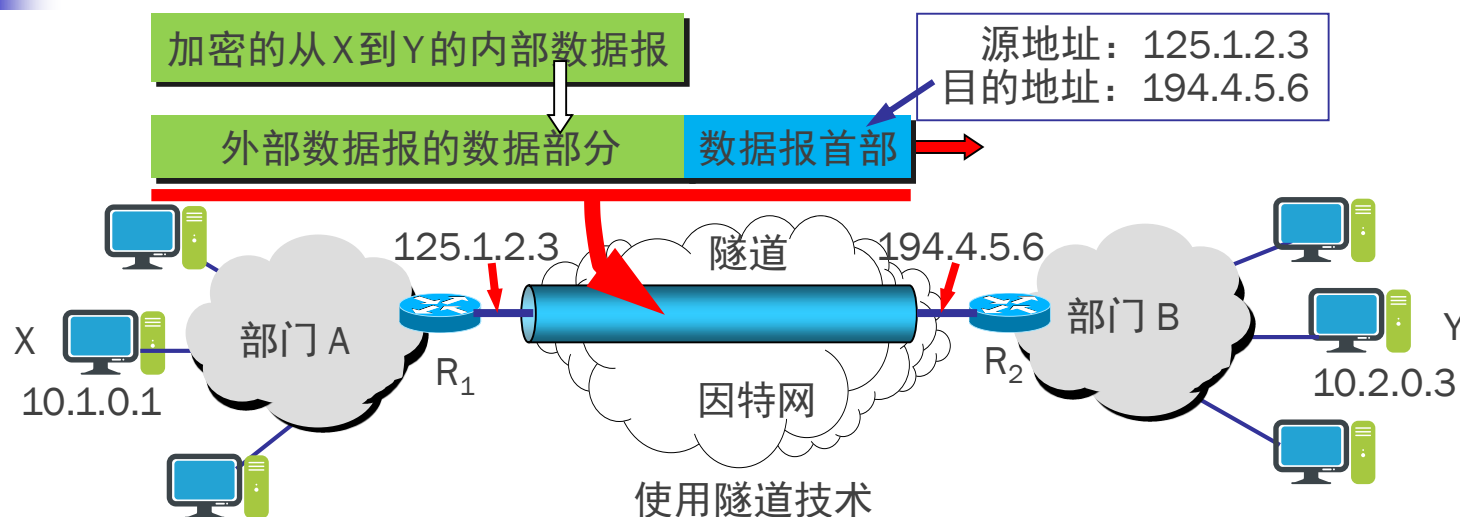 加密的从X到Y的内部数据报
源地址：125.1.2.3
目的地址：194.4.5.6
外部数据报的数据部分
数据报首部
125.1.2.3
隧道
194.4.5.6
X
部门 A
部门 B
Y
R1
R2
10.1.0.1
因特网
10.2.0.3
使用隧道技术